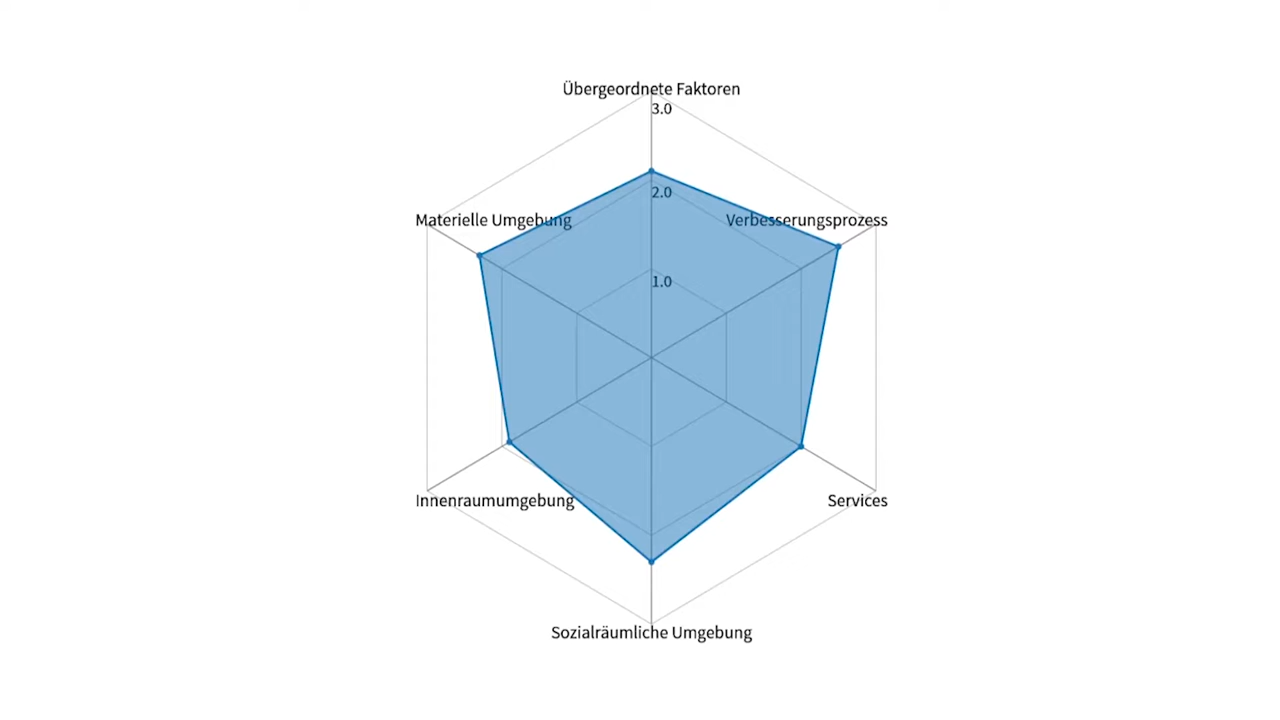 Übergeordnete Faktoren
3.0
2.0
Materielle Umgebung
Verbesserungsprozess
1.0
Innenraumumgebung
Services
Sozialräumliche Umgebung